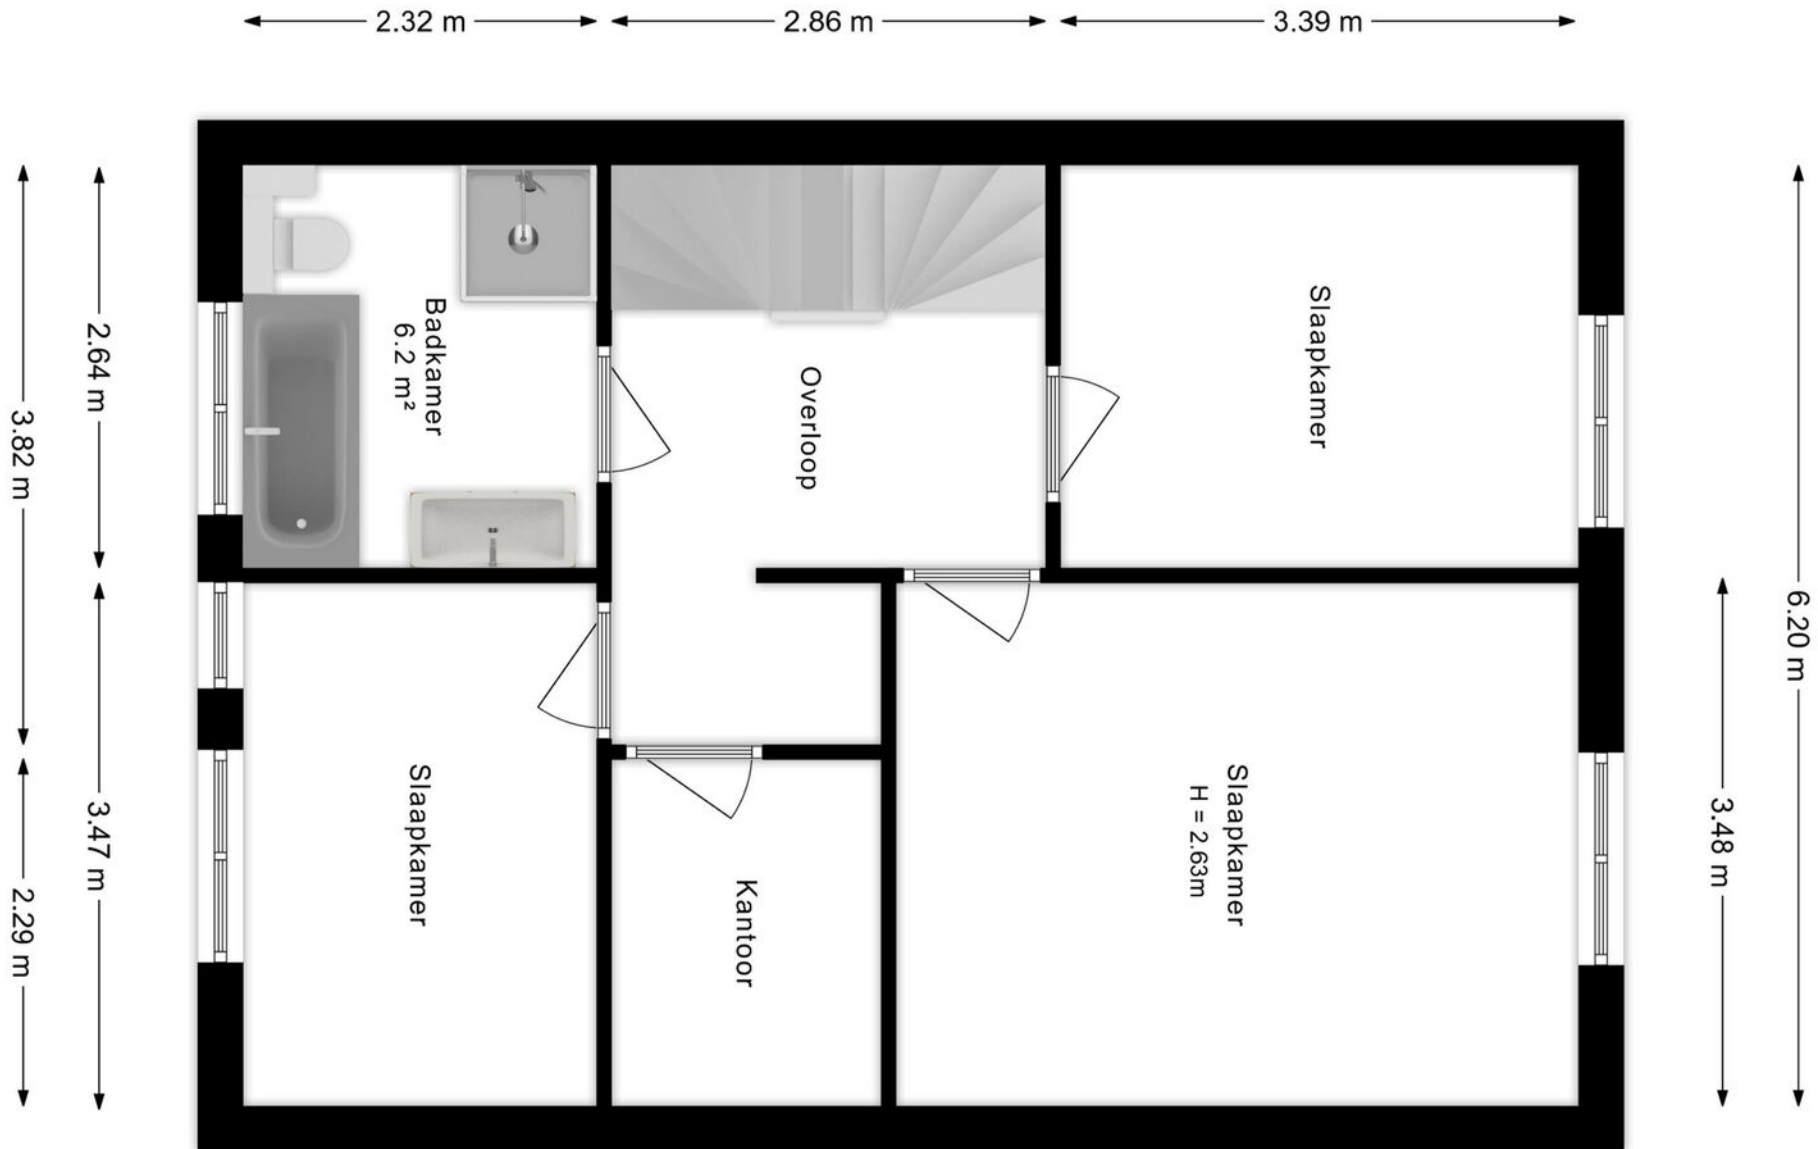 2.32 m
2.86 m
3.39 m
3.82 m
2.64 m
Badkamer
6.2 m²
Overloop
Slaapkamer
6.20 m
3.47 m
2.29 m
Slaapkamer
Kantoor
Slaapkamer
H = 2.63m
3.48 m